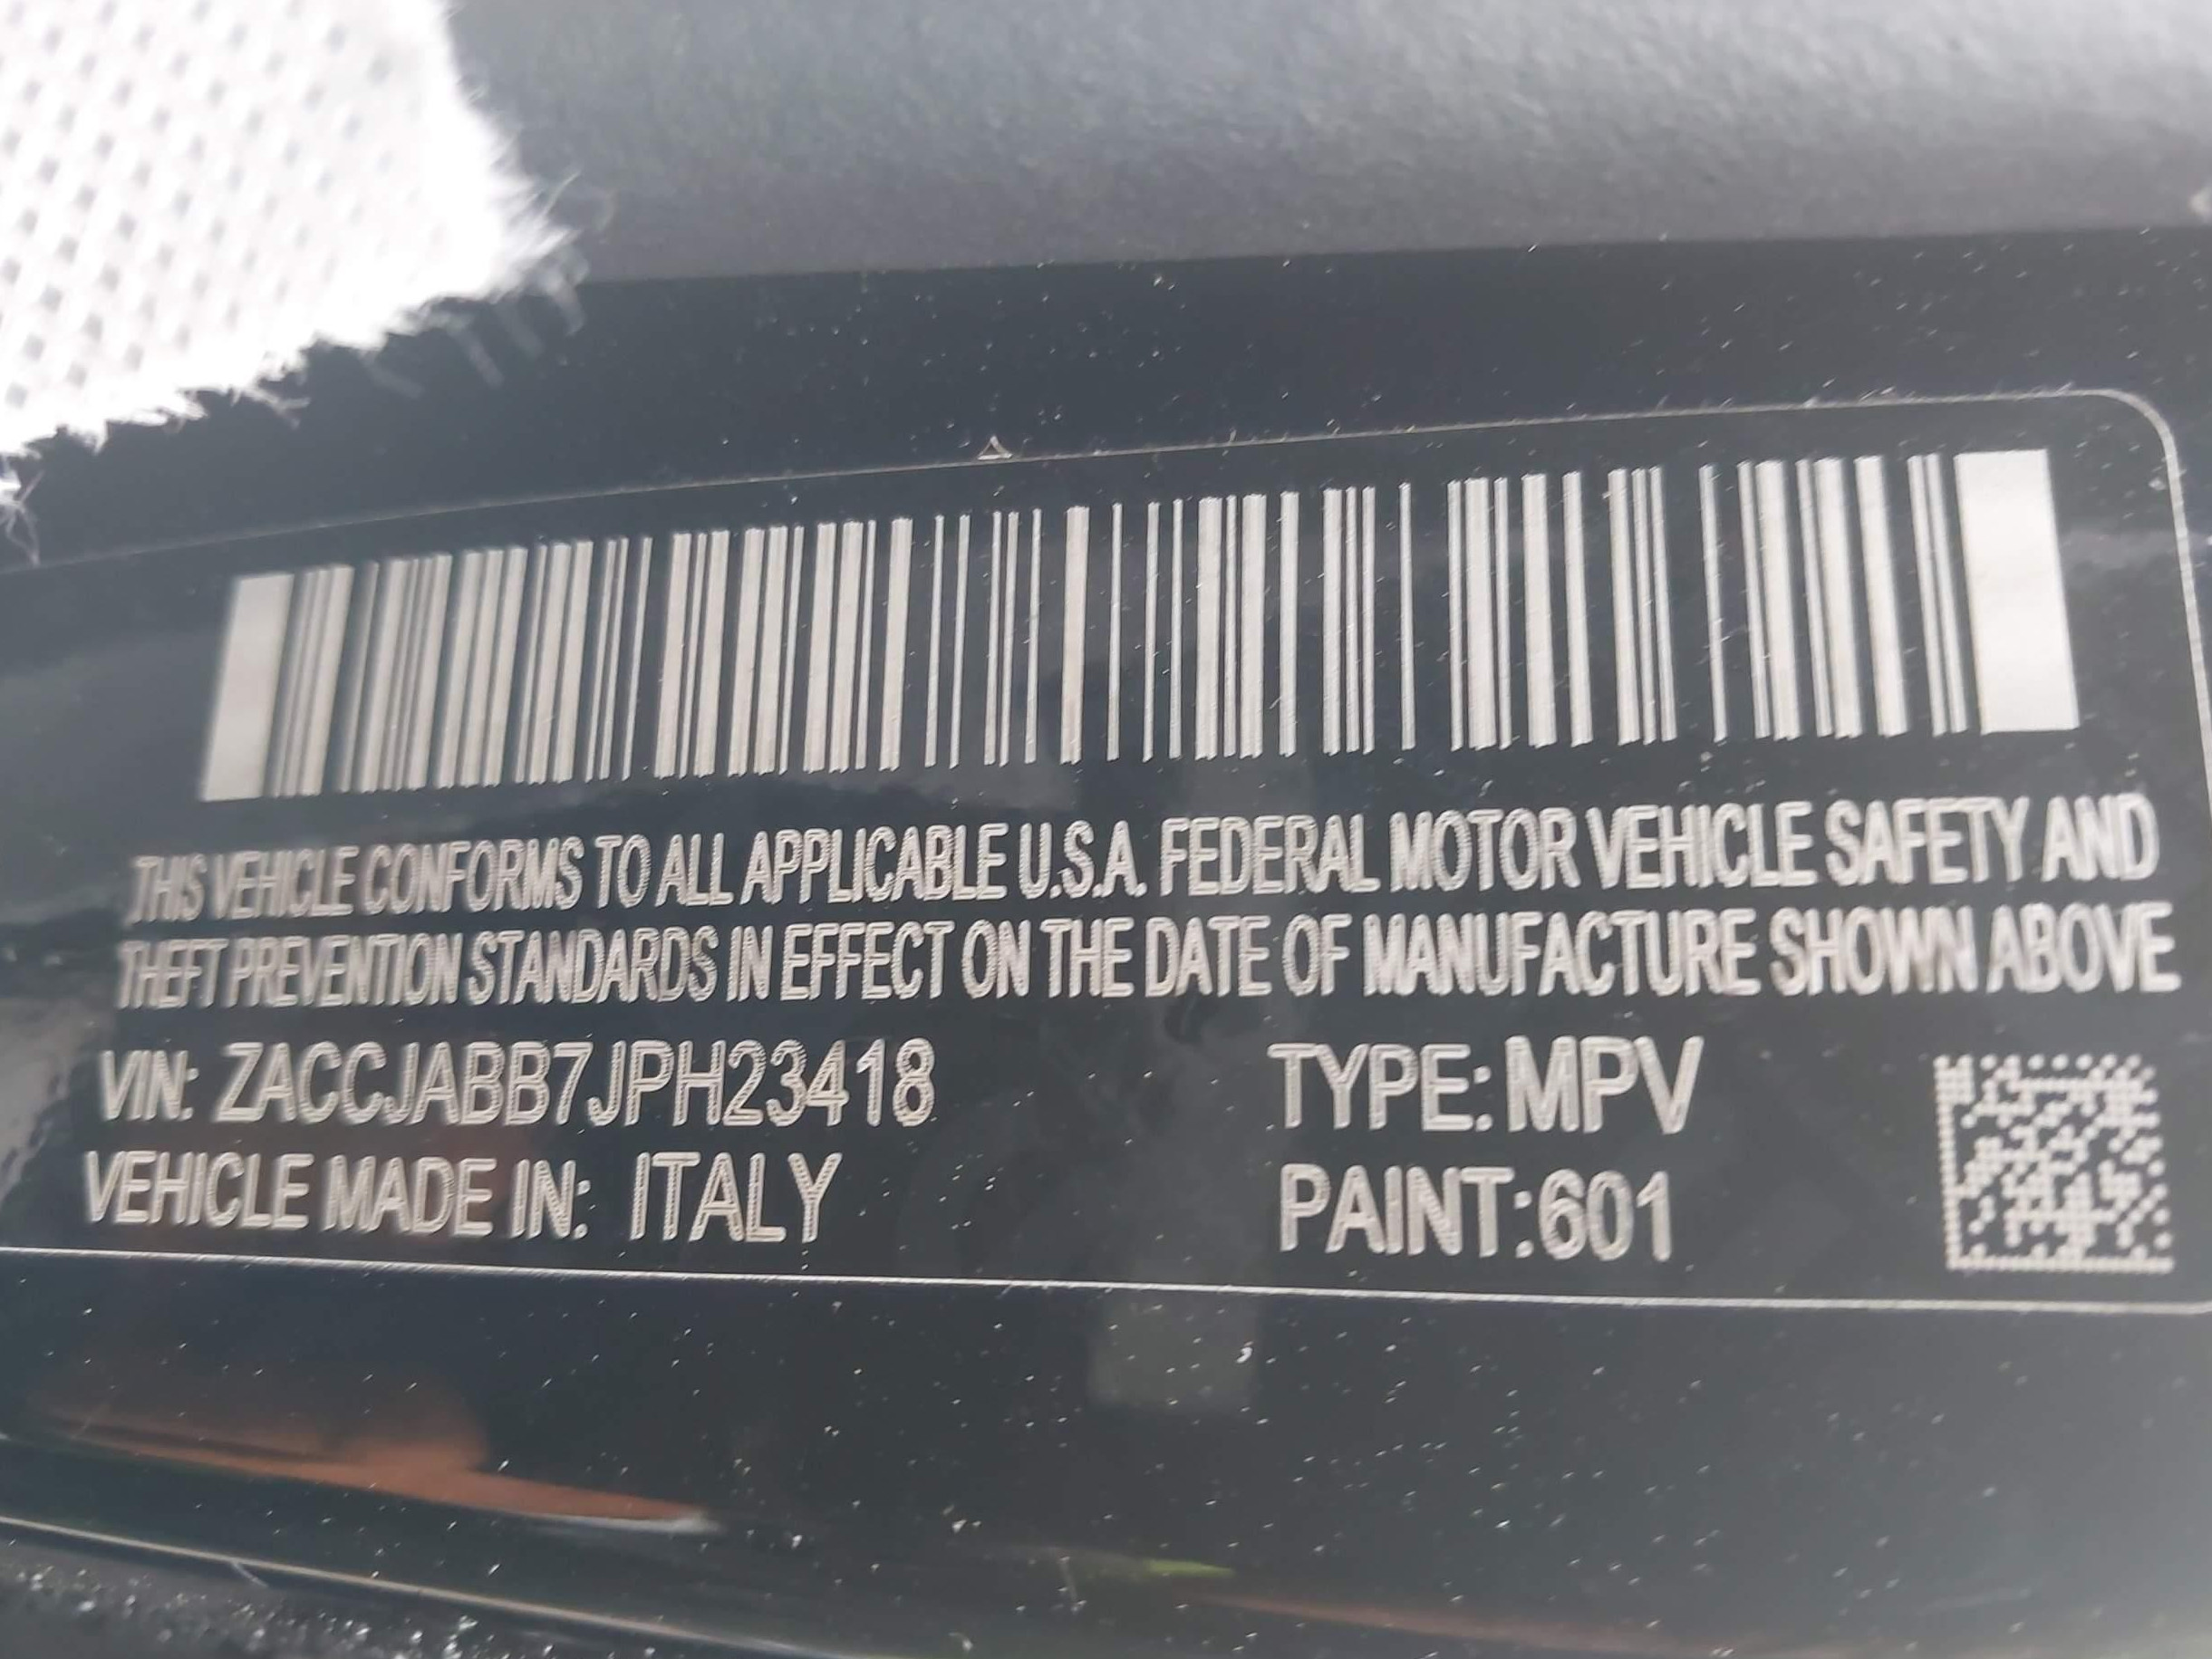 THIS VEHICLE CONFORMS TO ALL APPLICABLE U.S.A. FEDERAL MOTOR VEHICLE SAFETY AND
THEFT PREVENTION STANDARDS IN EFFECT ON THE DATE OF MANUFACTURE SHOWN ABOVE
VIN: ZACCJABB7JPH23418 TYPE: MPV
VEHICLE MADE IN: ITALY PAINT:601